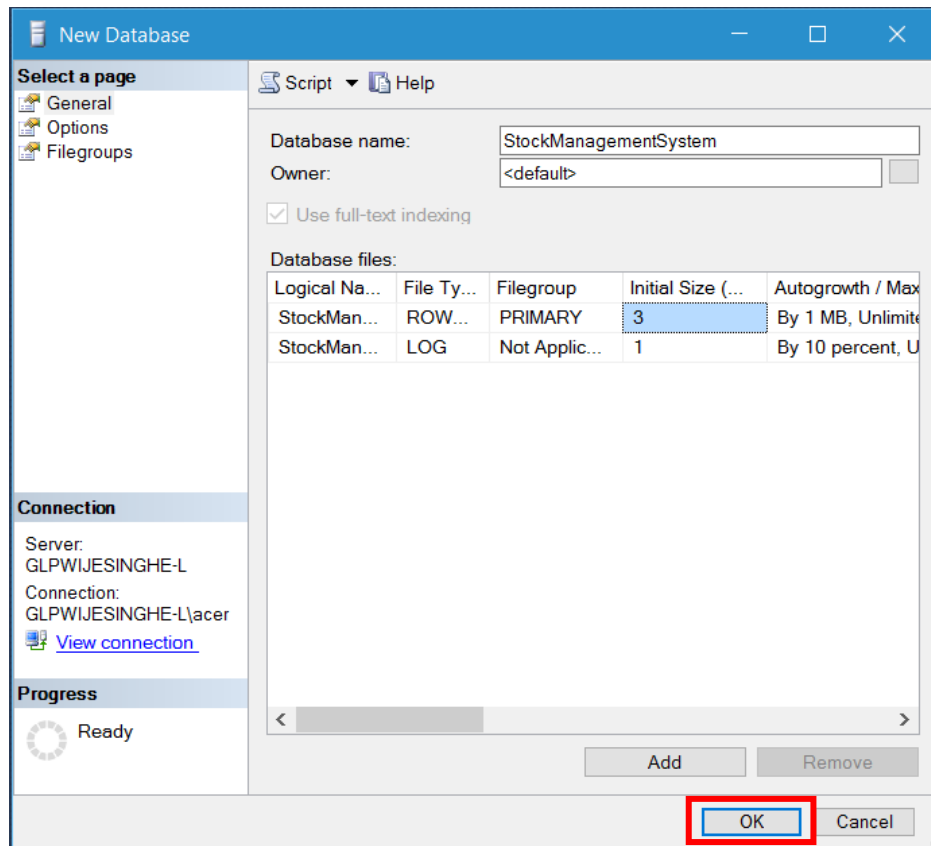 New Database
Select a page
General
Options
Filegroups
Connection
Server:
GLPWIJESINGHE-L
Connection:
GLPWIJESINGHE-L\acer
View connection
Progress
Ready
Script Help
Database name: StockManagementSystem
Owner: <default>
Use full-text indexing
Database files:
Logical Na... File Ty... Filegroup Initial Size (... Autogrowth / Max
StockMan... ROW... PRIMARY 3 By 1 MB, Unlimite
StockMan... LOG Not Applic... 1 By 10 percent, U
Add Remove
OK Cancel